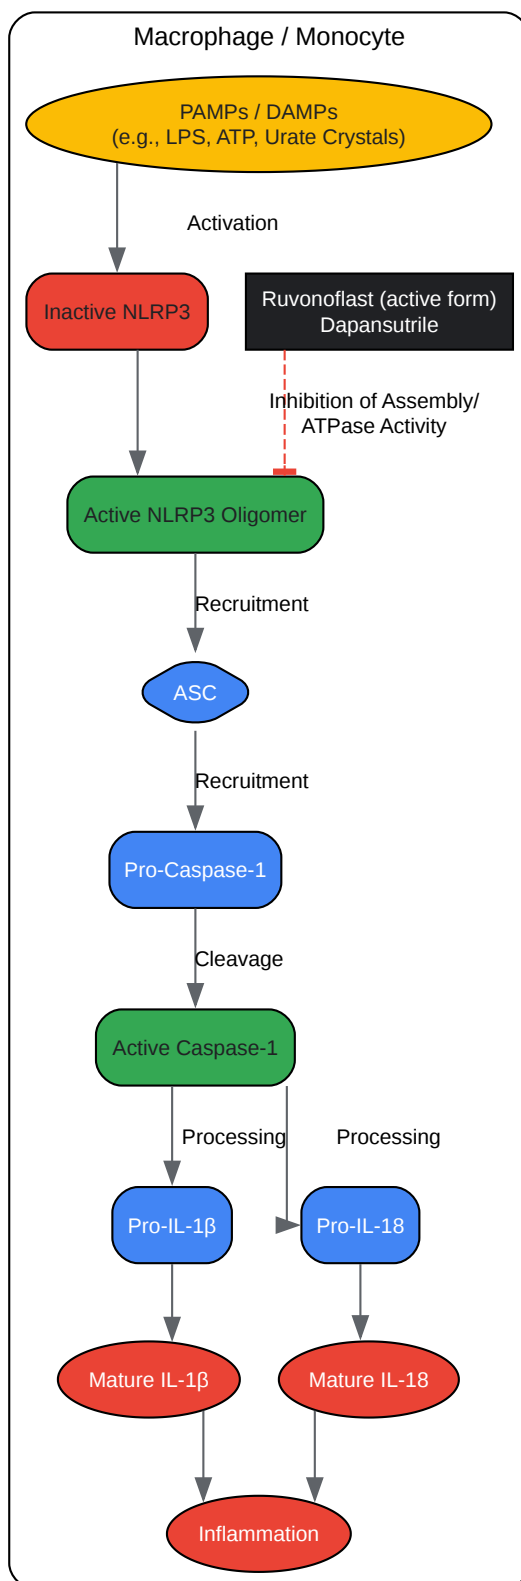 Macrophage / Monocyte
PAMPs / DAMPs
(e.g., LPS, ATP, Urate Crystals)
Activation
Inactive NLRP3
Ruvonoflast (active form)
Dapansutrile
Inhibition of Assembly/
ATPase Activity
Active NLRP3 Oligomer
Recruitment
ASC
Recruitment
Pro-Caspase-1
Cleavage
Active Caspase-1
Processing
Processing
Pro-IL-1β
Pro-IL-18
Mature IL-1β
Mature IL-18
Inflammation